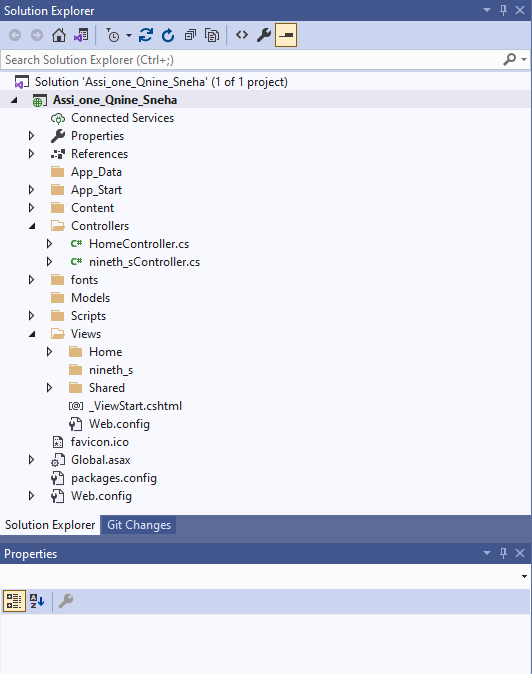 Solution Explorer
Search Solution Explorer (Ctrl+;)
Solution 'Assi_one_Qnine_Sneha' (1 of 1 project)
Assi_one_Qnine_Sneha
Connected Services
Properties
References
App_Data
App_Start
Content
Controllers
C# HomeController.cs
C# nineth_sController.cs
fonts
Models
Scripts
Views
Home
nineth_s
Shared
[@] _ViewStart.cshtml
Web.config
favicon.ico
Global.asax
packages.config
Web.config
Solution Explorer Git Changes
Properties